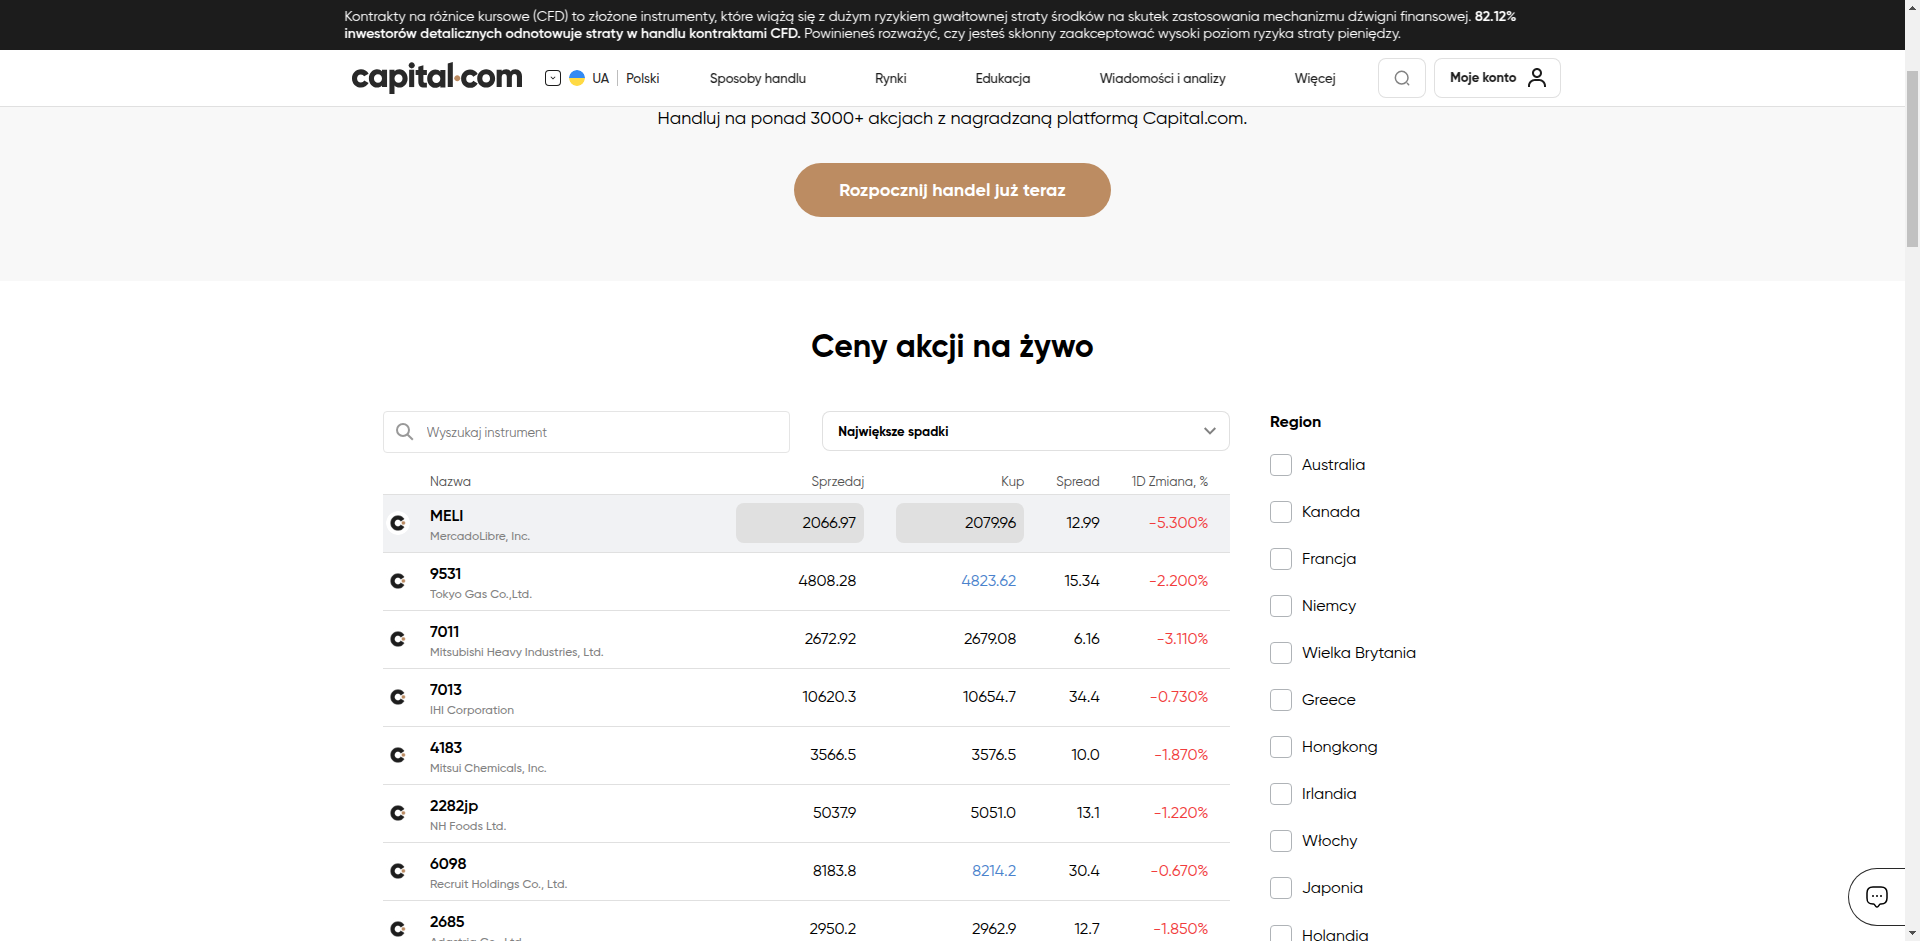 Kontrakty na różnice kursowe (CFD) to złożone instrumenty, które wiążą się z dużym ryzykiem gwałtownej straty środków na skutek zastosowania mechanizmu dźwigni finansowej. 82.12%
inwestorów detalicznych odnotowuje straty w handlu kontraktami CFD. Powinieneś rozważyć, czy jesteś skłonny zaakceptować wysoki poziom ryzyka straty pieniędzy.
capital.com UA Polski Sposoby handlu Rynki Edukacja Wiadomości i analizy Więcej Moje konto
Handluj na ponad 3000+ akcjach z nagradzaną platformą Capital.com.
Rozpocznij handel już teraz
Ceny akcji na żywo
Wyszukaj instrument Największe spadki
Nazwa Sprzedaj Kup Spread 1D Zmiana, %
MELI 2066.97 2079.96 12.99 -5.300%
MercadoLibre, Inc.
9531 4808.28 4823.62 15.34 -2.200%
Tokyo Gas Co.,Ltd.
7011 2672.92 2679.08 6.16 -3.110%
Mitsubishi Heavy Industries, Ltd.
7013 10620.3 10654.7 34.4 -0.730%
IHI Corporation
4183 3566.5 3576.5 10.0 -1.870%
Mitsui Chemicals, Inc.
2282jp 5037.9 5051.0 13.1 -1.220%
NH Foods Ltd.
6098 8183.8 8214.2 30.4 -0.670%
Recruit Holdings Co., Ltd.
2685 2950.2 2962.9 12.7 -1.850%
Region
Australia
Kanada
Francja
Niemcy
Wielka Brytania
Greece
Hongkong
Irlandia
Włochy
Japonia
Holandia